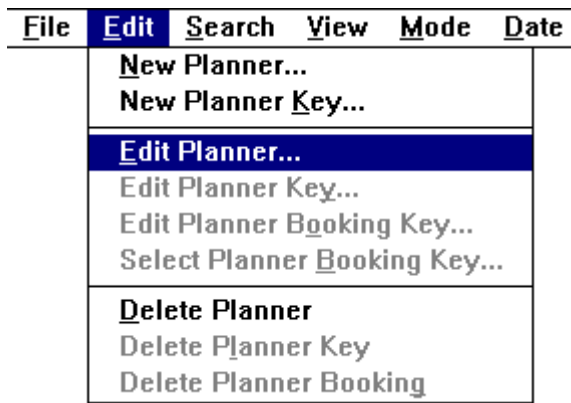 File Edit Search View Mode Date
New Planner...
New Planner Key...
Edit Planner...
Edit Planner Key...
Edit Planner Booking Key...
Select Planner Booking Key...
Delete Planner
Delete Planner Key
Delete Planner Booking